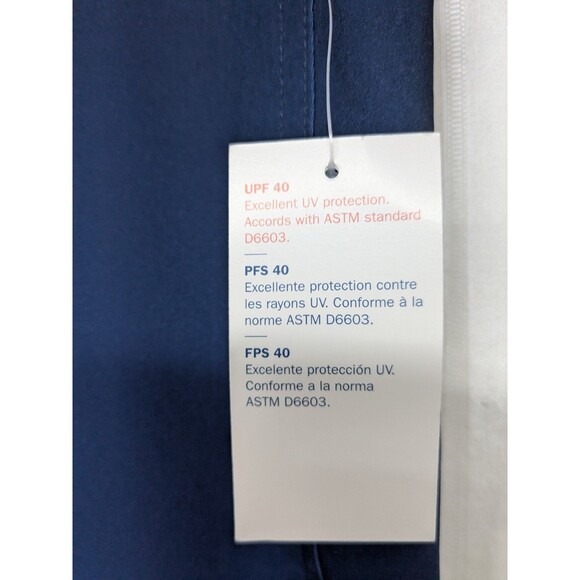 UPF 40
Excellent UV protection.
Accords with ASTM standard
D6603.
PFS 40
Excellente protection contre
les rayons UV. Conforme à la
norme ASTM D6603.
FPS 40
Excelente protección UV.
Conforme a la norma
ASTM D6603.